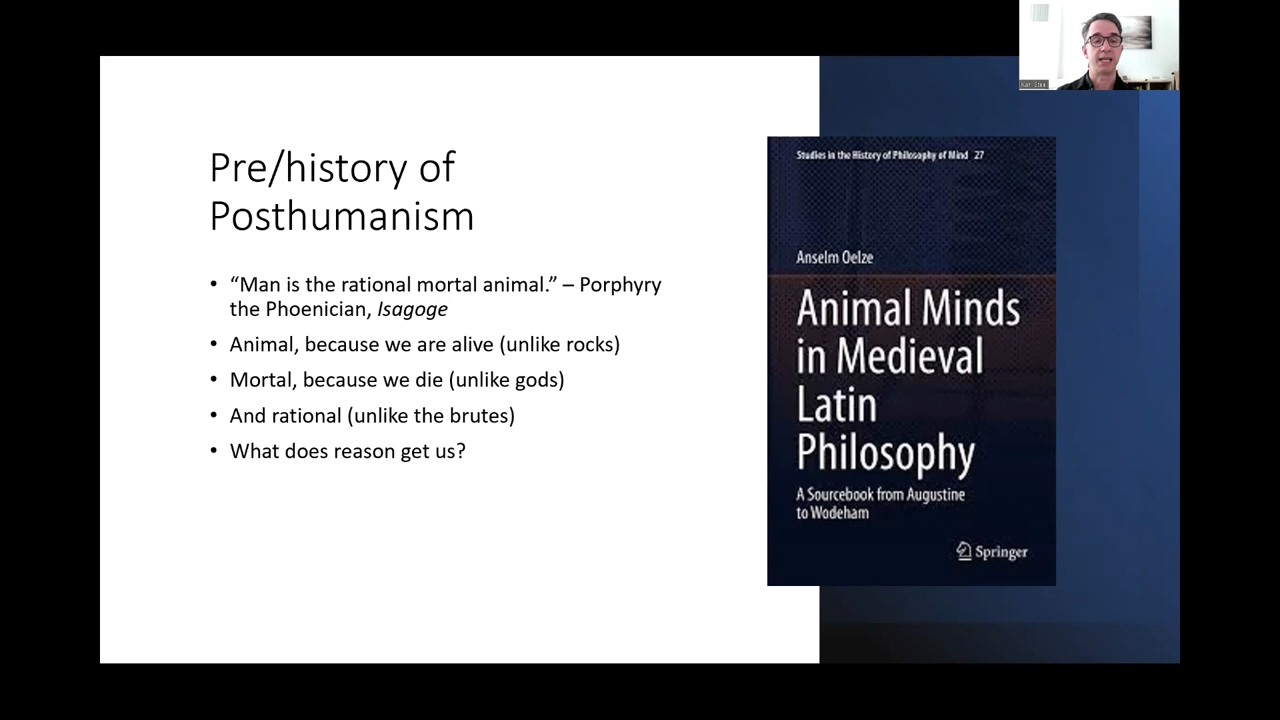 Pre/history of
Posthumanism
• “Man is the rational mortal animal.” – Porphyry
the Phoenician, Isagoge
• Animal, because we are alive (unlike rocks)
• Mortal, because we die (unlike gods)
• And rational (unlike the brutes)
• What does reason get us?
Studies in the History of Philosophy of Mind 27
Anselm Oelze
Animal Minds
in Medieval
Latin
Philosophy
A Sourcebook from Augustine
to Wodeham
Springer